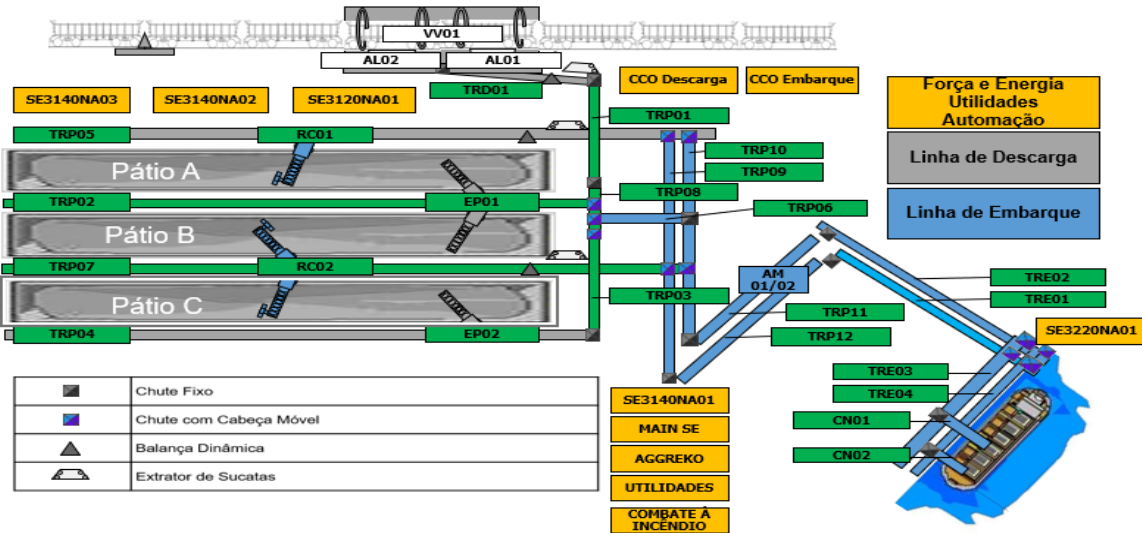 VV01
AL02
AL01
TRD01
CCO Descarga
CCO Embarque
SE3140NA03
SE3140NA02
SE3120NA01
Força e Energia
Utilidades
Automação
Linha de Descarga
Linha de Embarque
TRP01
TRP05
RC01
TRP10
TRP09
Pátio A
TRP08
TRP02
EP01
TRP06
Pátio B
TRP07
RC02
AM
01/02
TRE02
TRE01
Pátio C
TRP03
TRP11
TRP12
TRP04
EP02
SE3220NA01
TRE03
TRE04
CN01
CN02
Chute Fixo
Chute com Cabeça Móvel
Balança Dinâmica
Extrator de Sucatas
SE3140NA01
MAIN SE
AGGREKO
UTILIDADES
COMBATE À
INCÊNDIO